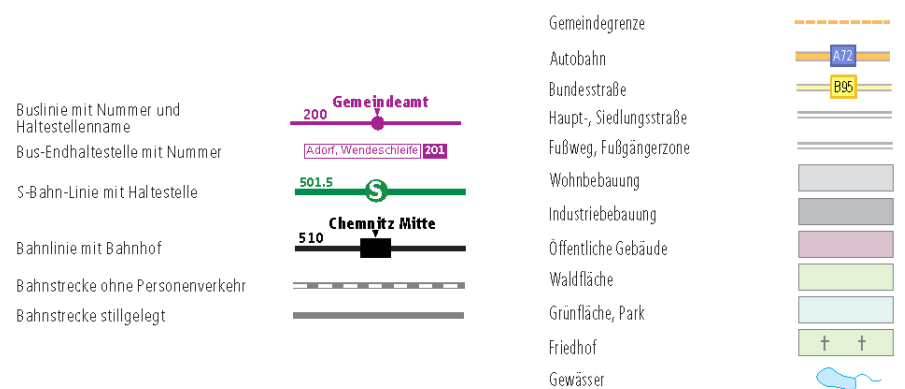 Buslinie mit Nummer und
Haltestellenname
200
Gemeindeamt
Bus-Endhaltestelle mit Nummer
Adorf, Wendeschleife 201
S-Bahn-Linie mit Haltestelle
501.5
S
Bahnlinie mit Bahnhof
510
Chemnitz Mitte
Bahnstrecke ohne Personenverkehr
Bahnstrecke stillgelegt
Gemeindegrenze
Autobahn
A72
Bundesstraße
B95
Haupt-, Siedlungsstraße
Fußweg, Fußgängerzone
Wohnbebauung
Industriebebauung
Öffentliche Gebäude
Waldfläche
Grünfläche, Park
Friedhof
Gewässer